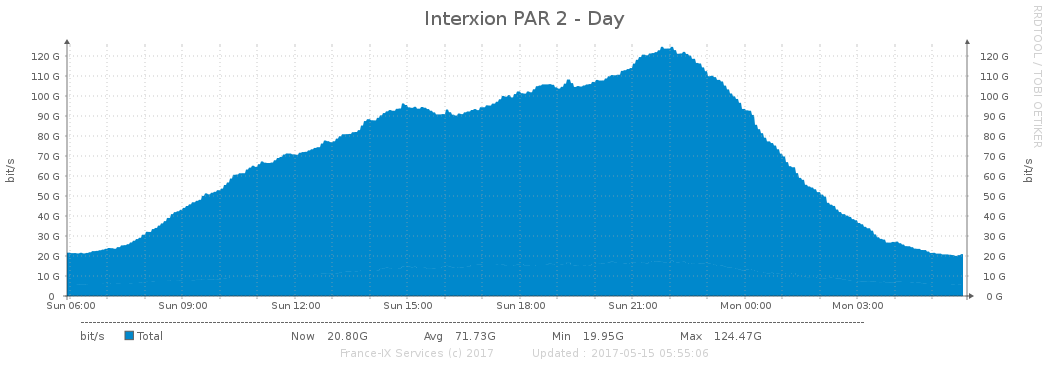 Interxion PAR 2 - Day
RRDTOOL / TOBI OETIKER
bit/s
120 G 120 G
110 G 110 G
100 G 100 G
90 G 90 G
80 G 80 G
70 G 70 G
60 G 60 G
50 G 50 G
40 G 40 G
30 G 30 G
20 G 20 G
10 G 10 G
0 0 G
bit/s
Sun 06:00 Sun 09:00 Sun 12:00 Sun 15:00 Sun 18:00 Sun 21:00 Mon 00:00 Mon 03:00
bit/s Total Now 20.80G Avg 71.73G Min 19.95G Max 124.47G
France-IX Services (c) 2017 Updated : 2017-05-15 05:55:06